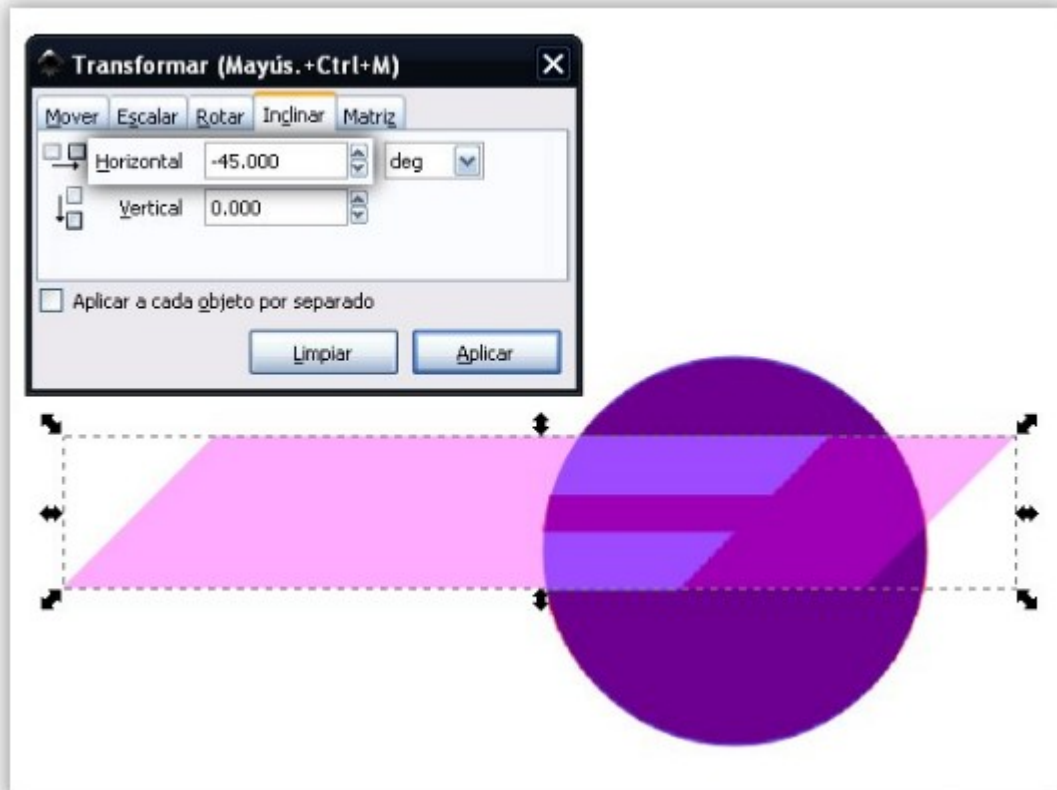 Transformar (Mayús.+Ctrl+M)
Mover Escalar Rotar Inclinar Matriz
Horizontal -45.000 deg
Vertical 0.000
Aplicar a cada objeto por separado
Limpiar Aplicar